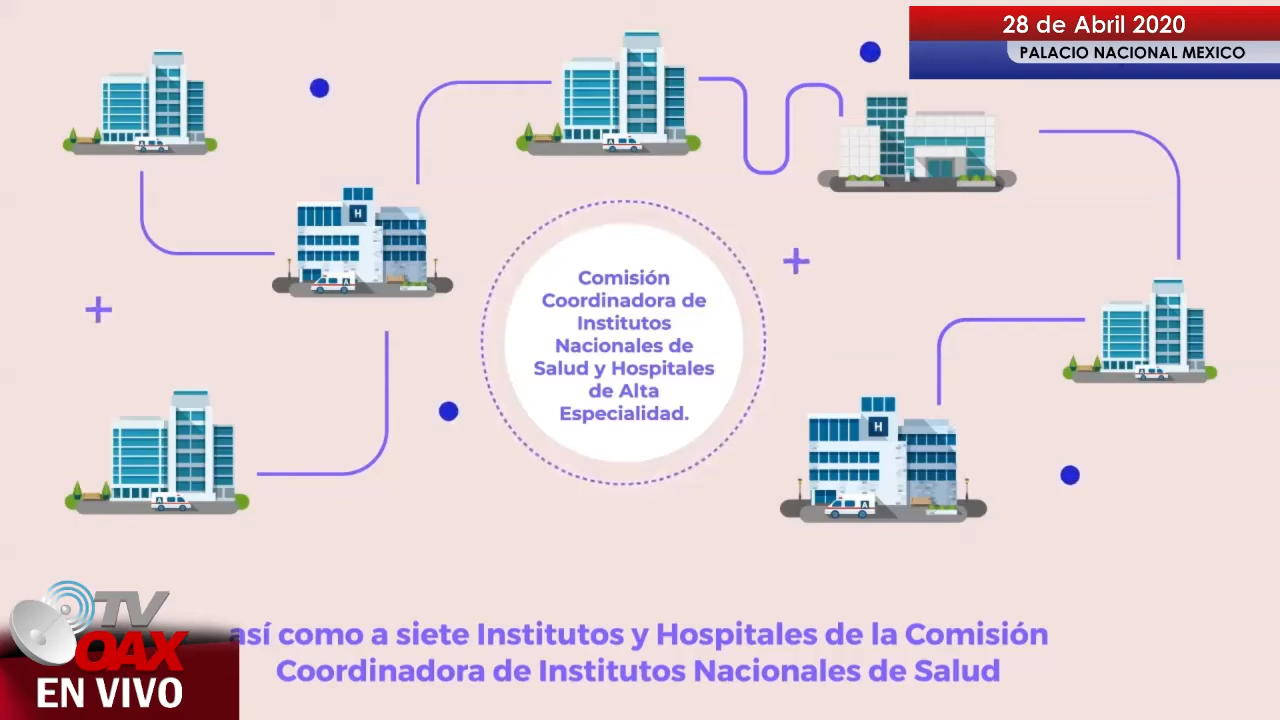 28 de Abril 2020
PALACIO NACIONAL MEXICO
H
Comisión
Coordinadora de
Institutos
Nacionales de
Salud y Hospitales
de Alta
Especialidad.
H
así como a siete Institutos y Hospitales de la Comisión
Coordinadora de Institutos Nacionales de Salud
TV
OAX
EN VIVO